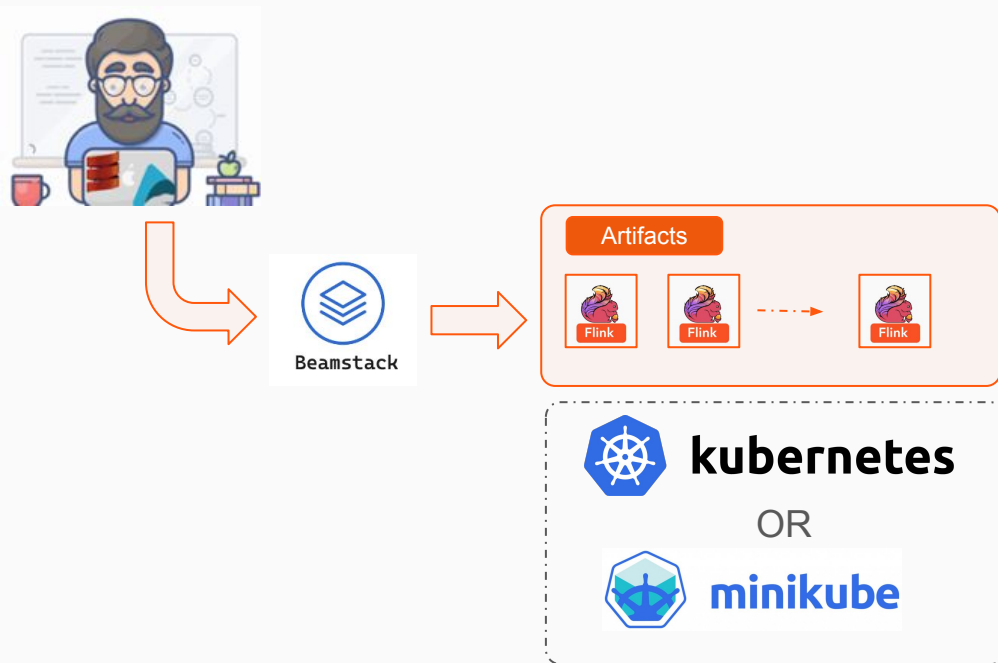 Artifacts
Flink
Flink
Flink
Beamstack
kubernetes
OR
minikube